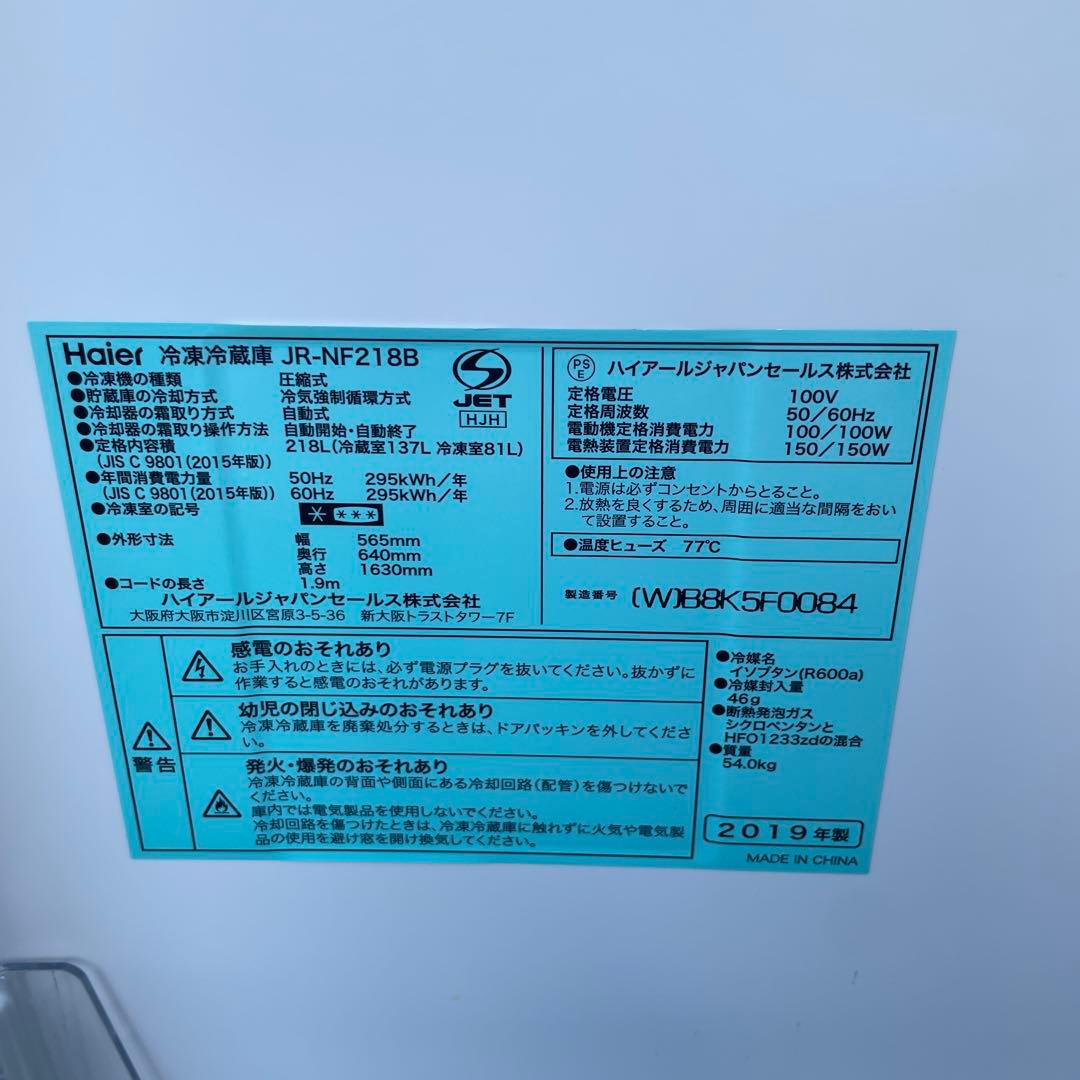 Haier 冷凍冷蔵庫 JR-NF218B
●冷凍機の種類 圧縮式
●貯蔵庫の冷却方式 冷気強制循環方式
●冷却器の霜取り方式 自動式
●冷却器の霜取り操作方法 自動開始・自動終了
●定格内容積 218L(冷蔵室137L 冷凍室81L)
(JIS C 9801(2015年版))
●年間消費電力量 50Hz 295kWh/年
(JIS C 9801(2015年版)) 60Hz 295kWh/年
●冷凍室の記号 * ***
●外形寸法 幅 565mm
奥行 640mm
高さ 1630mm
●コードの長さ 1.9m
ハイアールジャパンセールス株式会社
大阪府大阪市淀川区宮原3-5-36 新大阪トラストタワー7F
S
JET
HJH
PSE ハイアールジャパンセールス株式会社
定格電圧 100V
定格周波数 50/60Hz
電動機定格消費電力 100/100W
電熱装置定格消費電力 150/150W
●使用上の注意
1.電源は必ずコンセントからとること。
2.放熱を良くするため、周囲に適当な間隔をおい
て設置すること。
●温度ヒューズ 77℃
製造番号 (W)B8K5F0084
警告
感電のおそれあり
お手入れのときには、必ず電源プラグを抜いてください。抜かずに
作業すると感電のおそれがあります。
幼児の閉じ込みのおそれあり
冷凍冷蔵庫を廃棄処分するときは、ドアパッキンを外してくださ
い。
発火・爆発のおそれあり
冷凍冷蔵庫の背面や側面にある冷却回路(配管)を傷つけないで
ください。
庫内では電気製品を使用しないでください。
冷却回路を傷つけたときは、冷凍冷蔵庫に触れずに火気や電気製
品の使用を避け窓を開け換気してください。
●冷媒名
イソブタン(R600a)
●冷媒封入量
46g
●断熱発泡ガス
シクロペンタンと
HFO1233zdの混合
●質量
54.0kg
2019年製
MADE IN CHINA